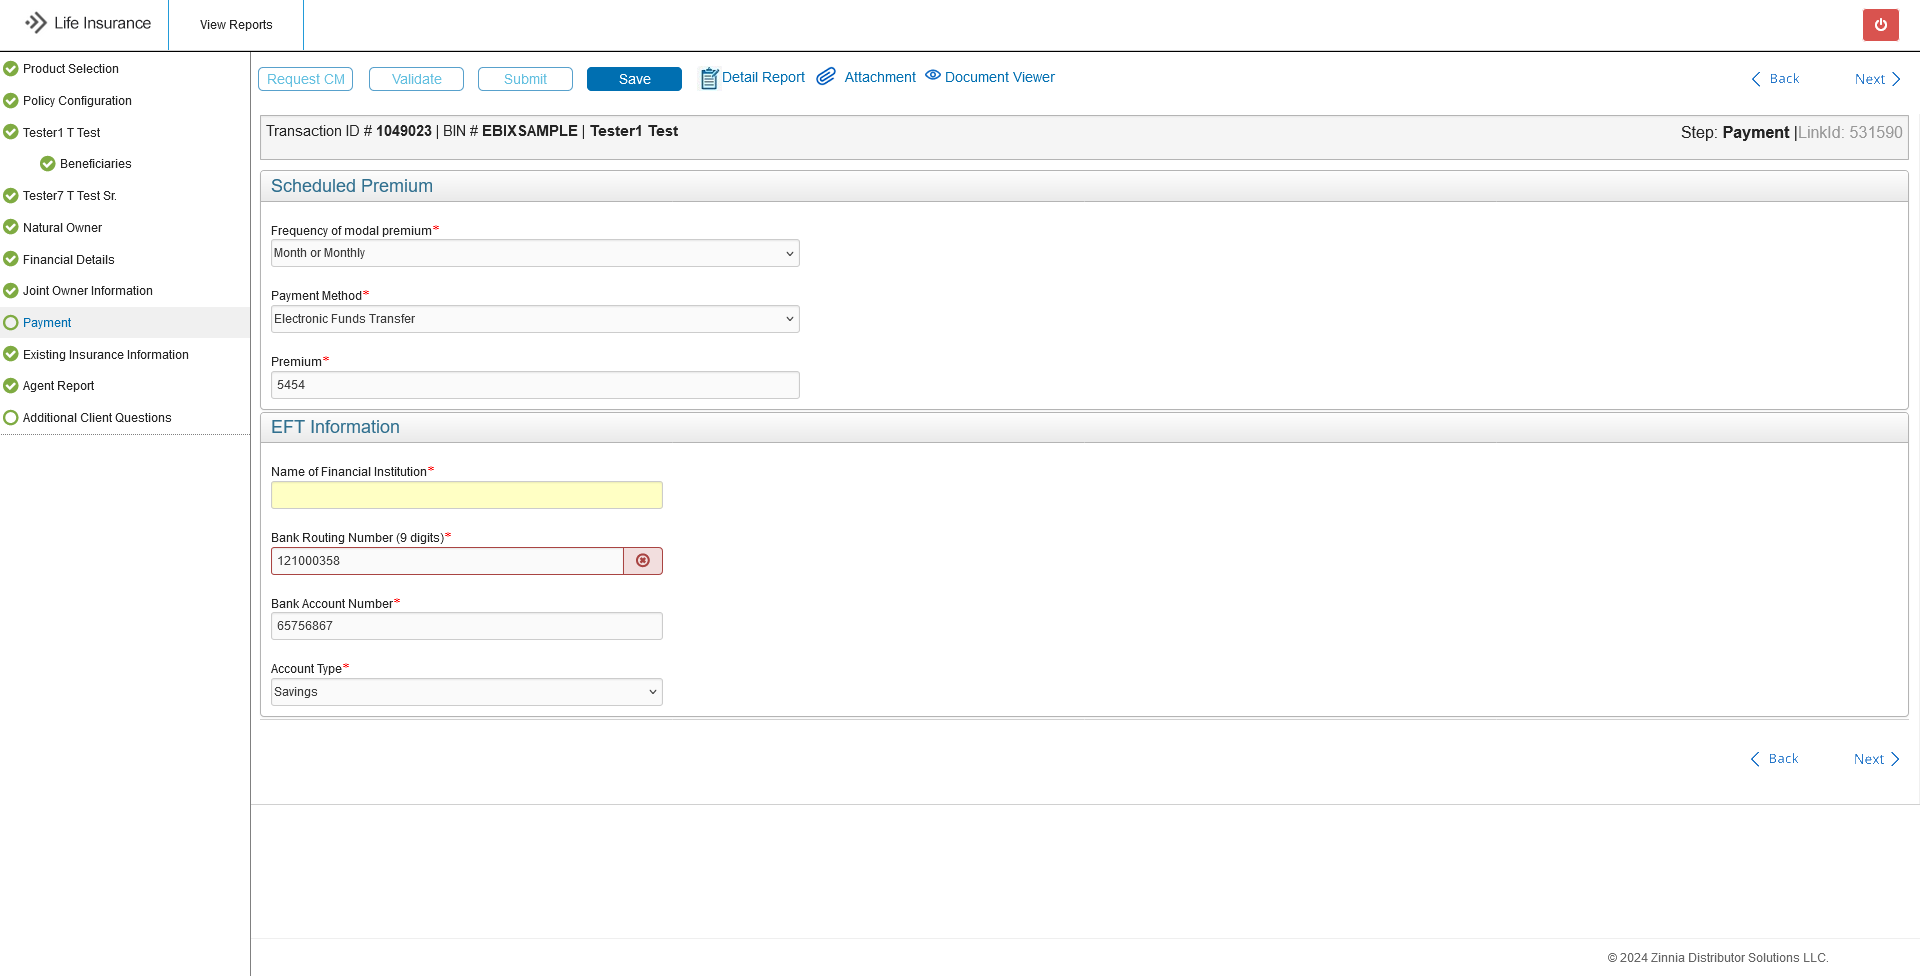 Life Insurance
View Reports
Product Selection
Policy Configuration
Tester1 T Test
Beneficiaries
Tester7 T Test Sr.
Natural Owner
Financial Details
Joint Owner Information
Payment
Existing Insurance Information
Agent Report
Additional Client Questions
Request CM Validate Submit Save Detail Report Attachment Document Viewer Back Next
Transaction ID # 1049023 | BIN # EBIXSAMPLE | Tester1 Test
Step: Payment |LinkId: 531590
Scheduled Premium
Frequency of modal premium*
Month or Monthly
Payment Method*
Electronic Funds Transfer
Premium*
5454
EFT Information
Name of Financial Institution*
Bank Routing Number (9 digits)*
121000358
Bank Account Number*
65756867
Account Type*
Savings
Back Next
© 2024 Zinnia Distributor Solutions LLC.